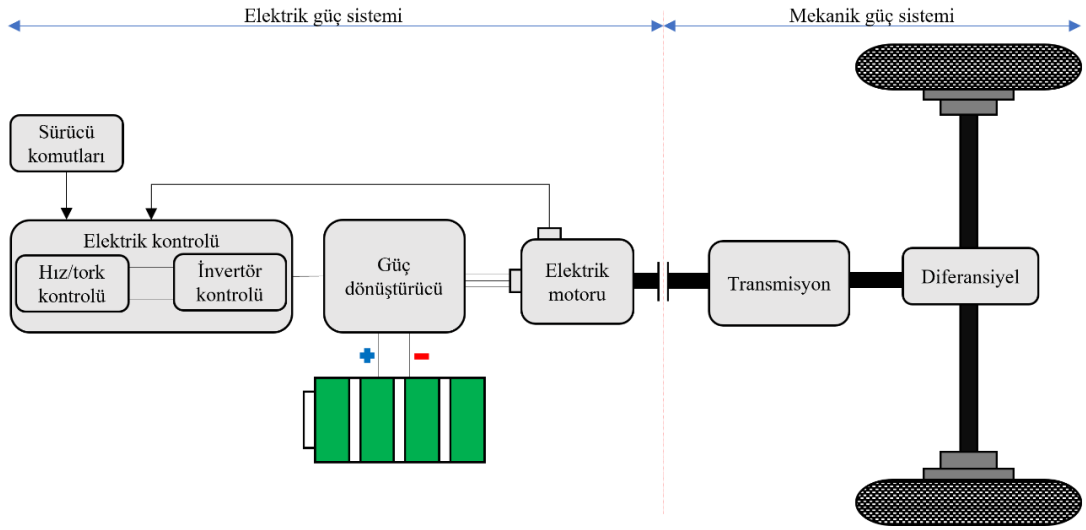 Elektrik güç sistemi
Mekanik güç sistemi
Sürücü
komutları
Elektrik kontrolü
Hız/tork
kontrolü
İnvertör
kontrolü
Güç
dönüştürücü
Elektrik
motoru
Transmisyon
Diferansiyel